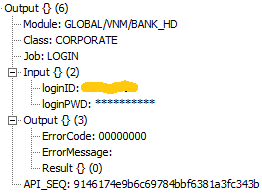 Output {} (6)
Module: GLOBAL/VNM/BANK_HD
Class: CORPORATE
Job: LOGIN
Input {} (2)
loginID:
loginPWD: **********
Output {} (3)
ErrorCode: 00000000
ErrorMessage:
Result {} (0)
API_SEQ: 9146174e9b6c69784bbf6381a3fc343b